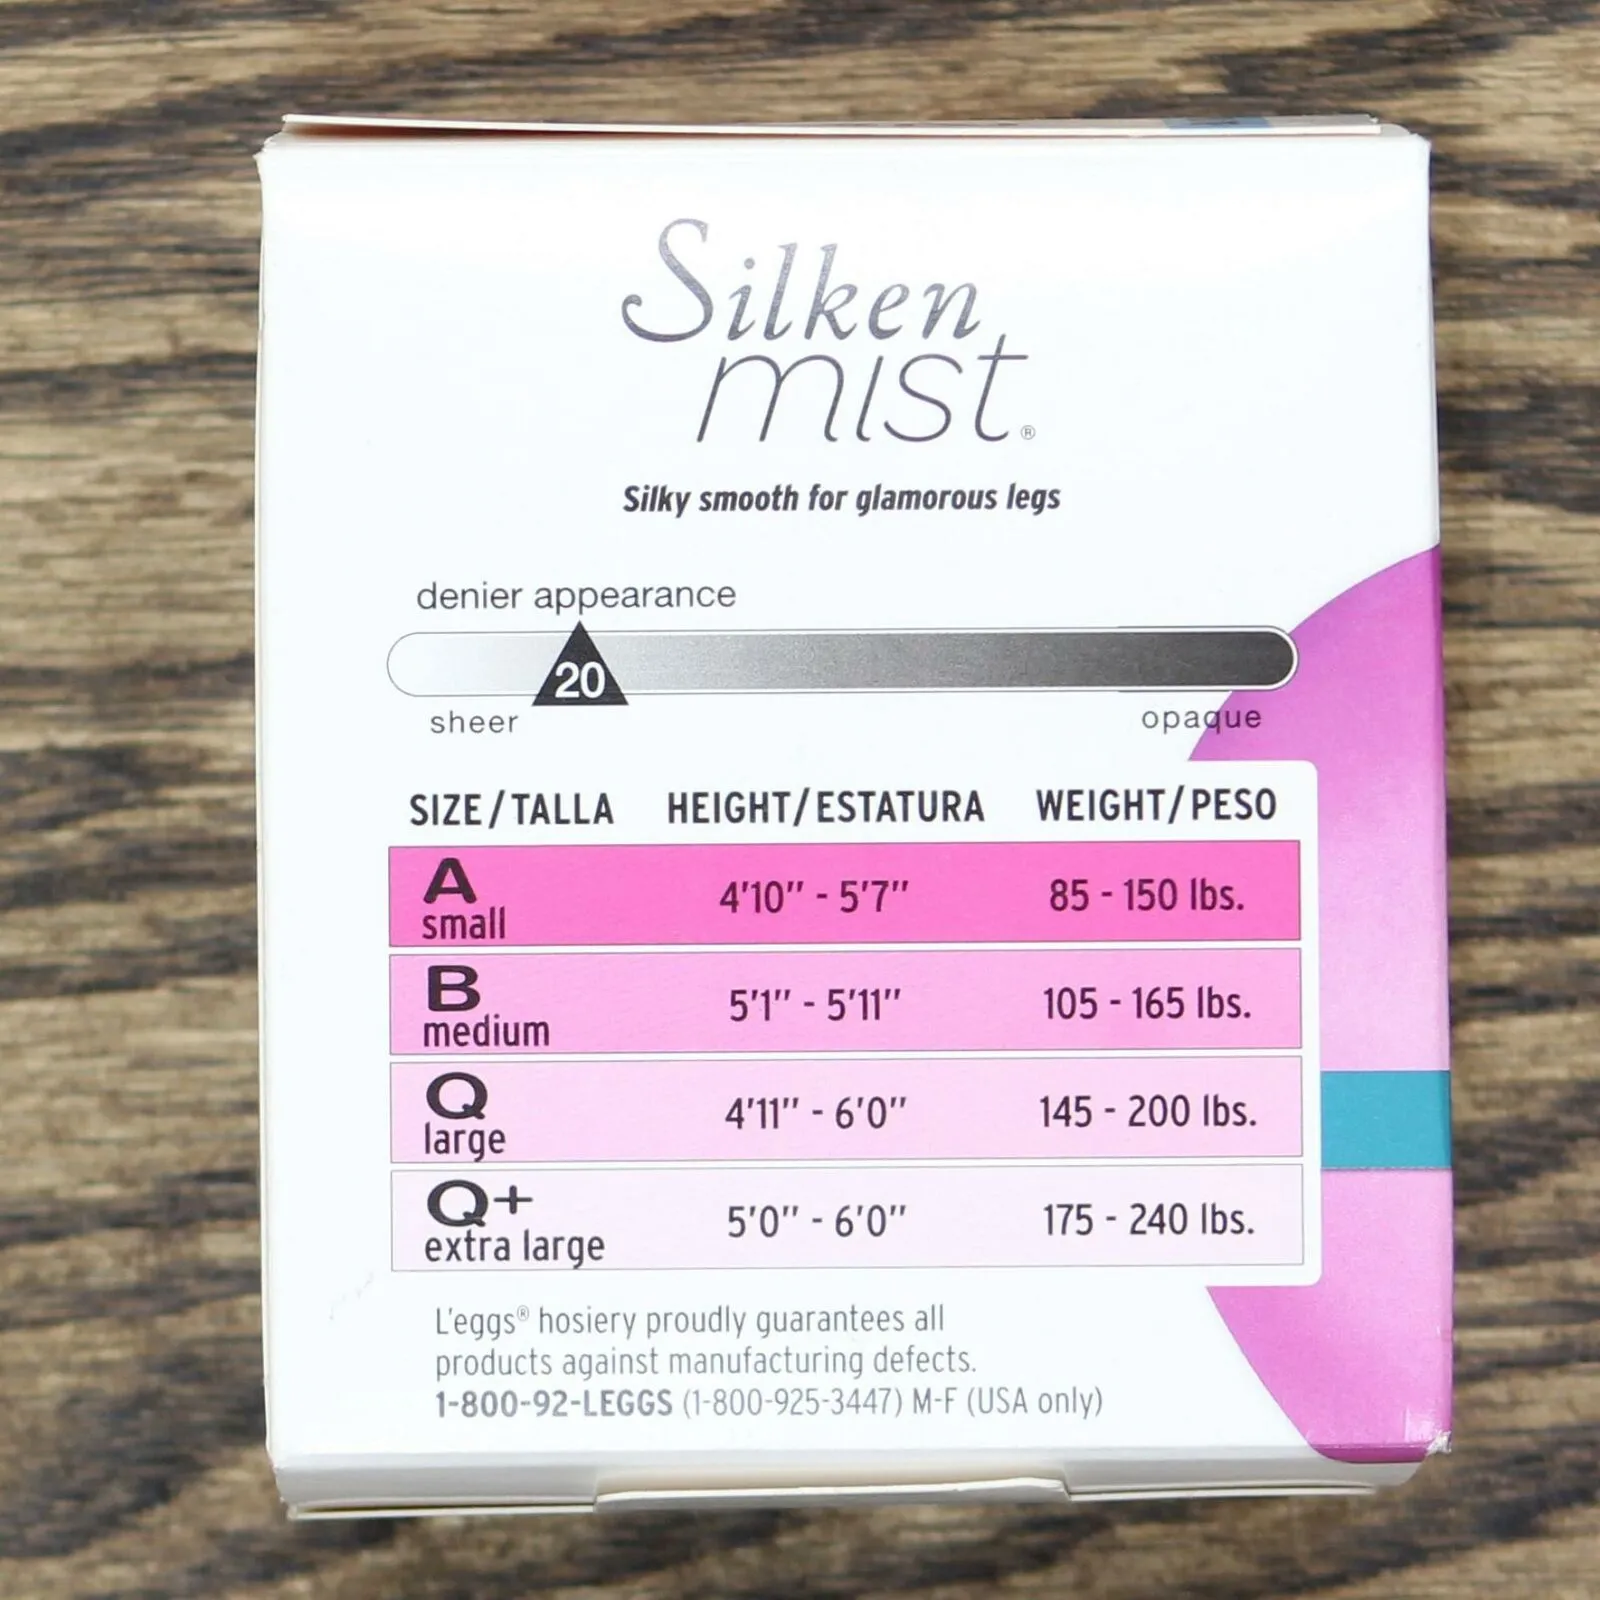 Silken
mist®
Silky smooth for glamorous legs
denier appearance
20
sheer opaque
SIZE/TALLA HEIGHT/ESTATURA WEIGHT/PESO
A
small 4'10" - 5'7" 85 - 150 lbs.
B
medium 5'1" - 5'11" 105 - 165 lbs.
Q
large 4'11" - 6'0" 145 - 200 lbs.
Q+
extra large 5'0" - 6'0" 175 - 240 lbs.
L'eggs® hosiery proudly guarantees all
products against manufacturing defects.
1-800-92-LEGGS (1-800-925-3447) M-F (USA only)